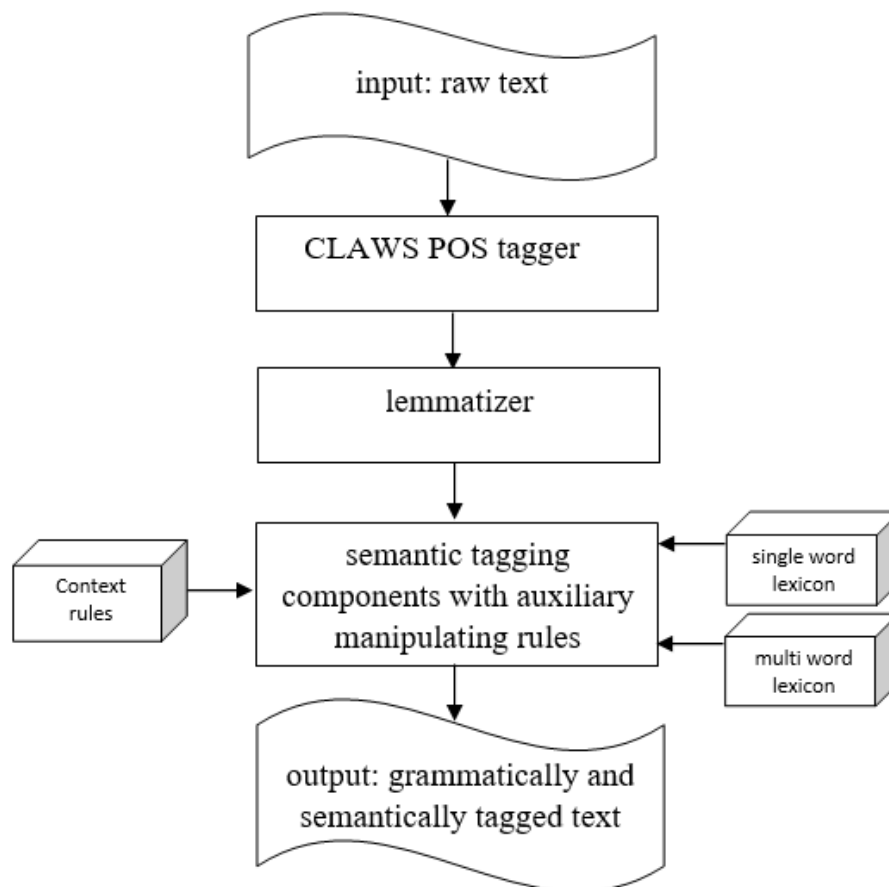 input: raw text
CLAWS POS tagger
lemmatizer
Context
rules
semantic tagging
components with auxiliary
manipulating rules
single word
lexicon
multi word
lexicon
output: grammatically and
semantically tagged text